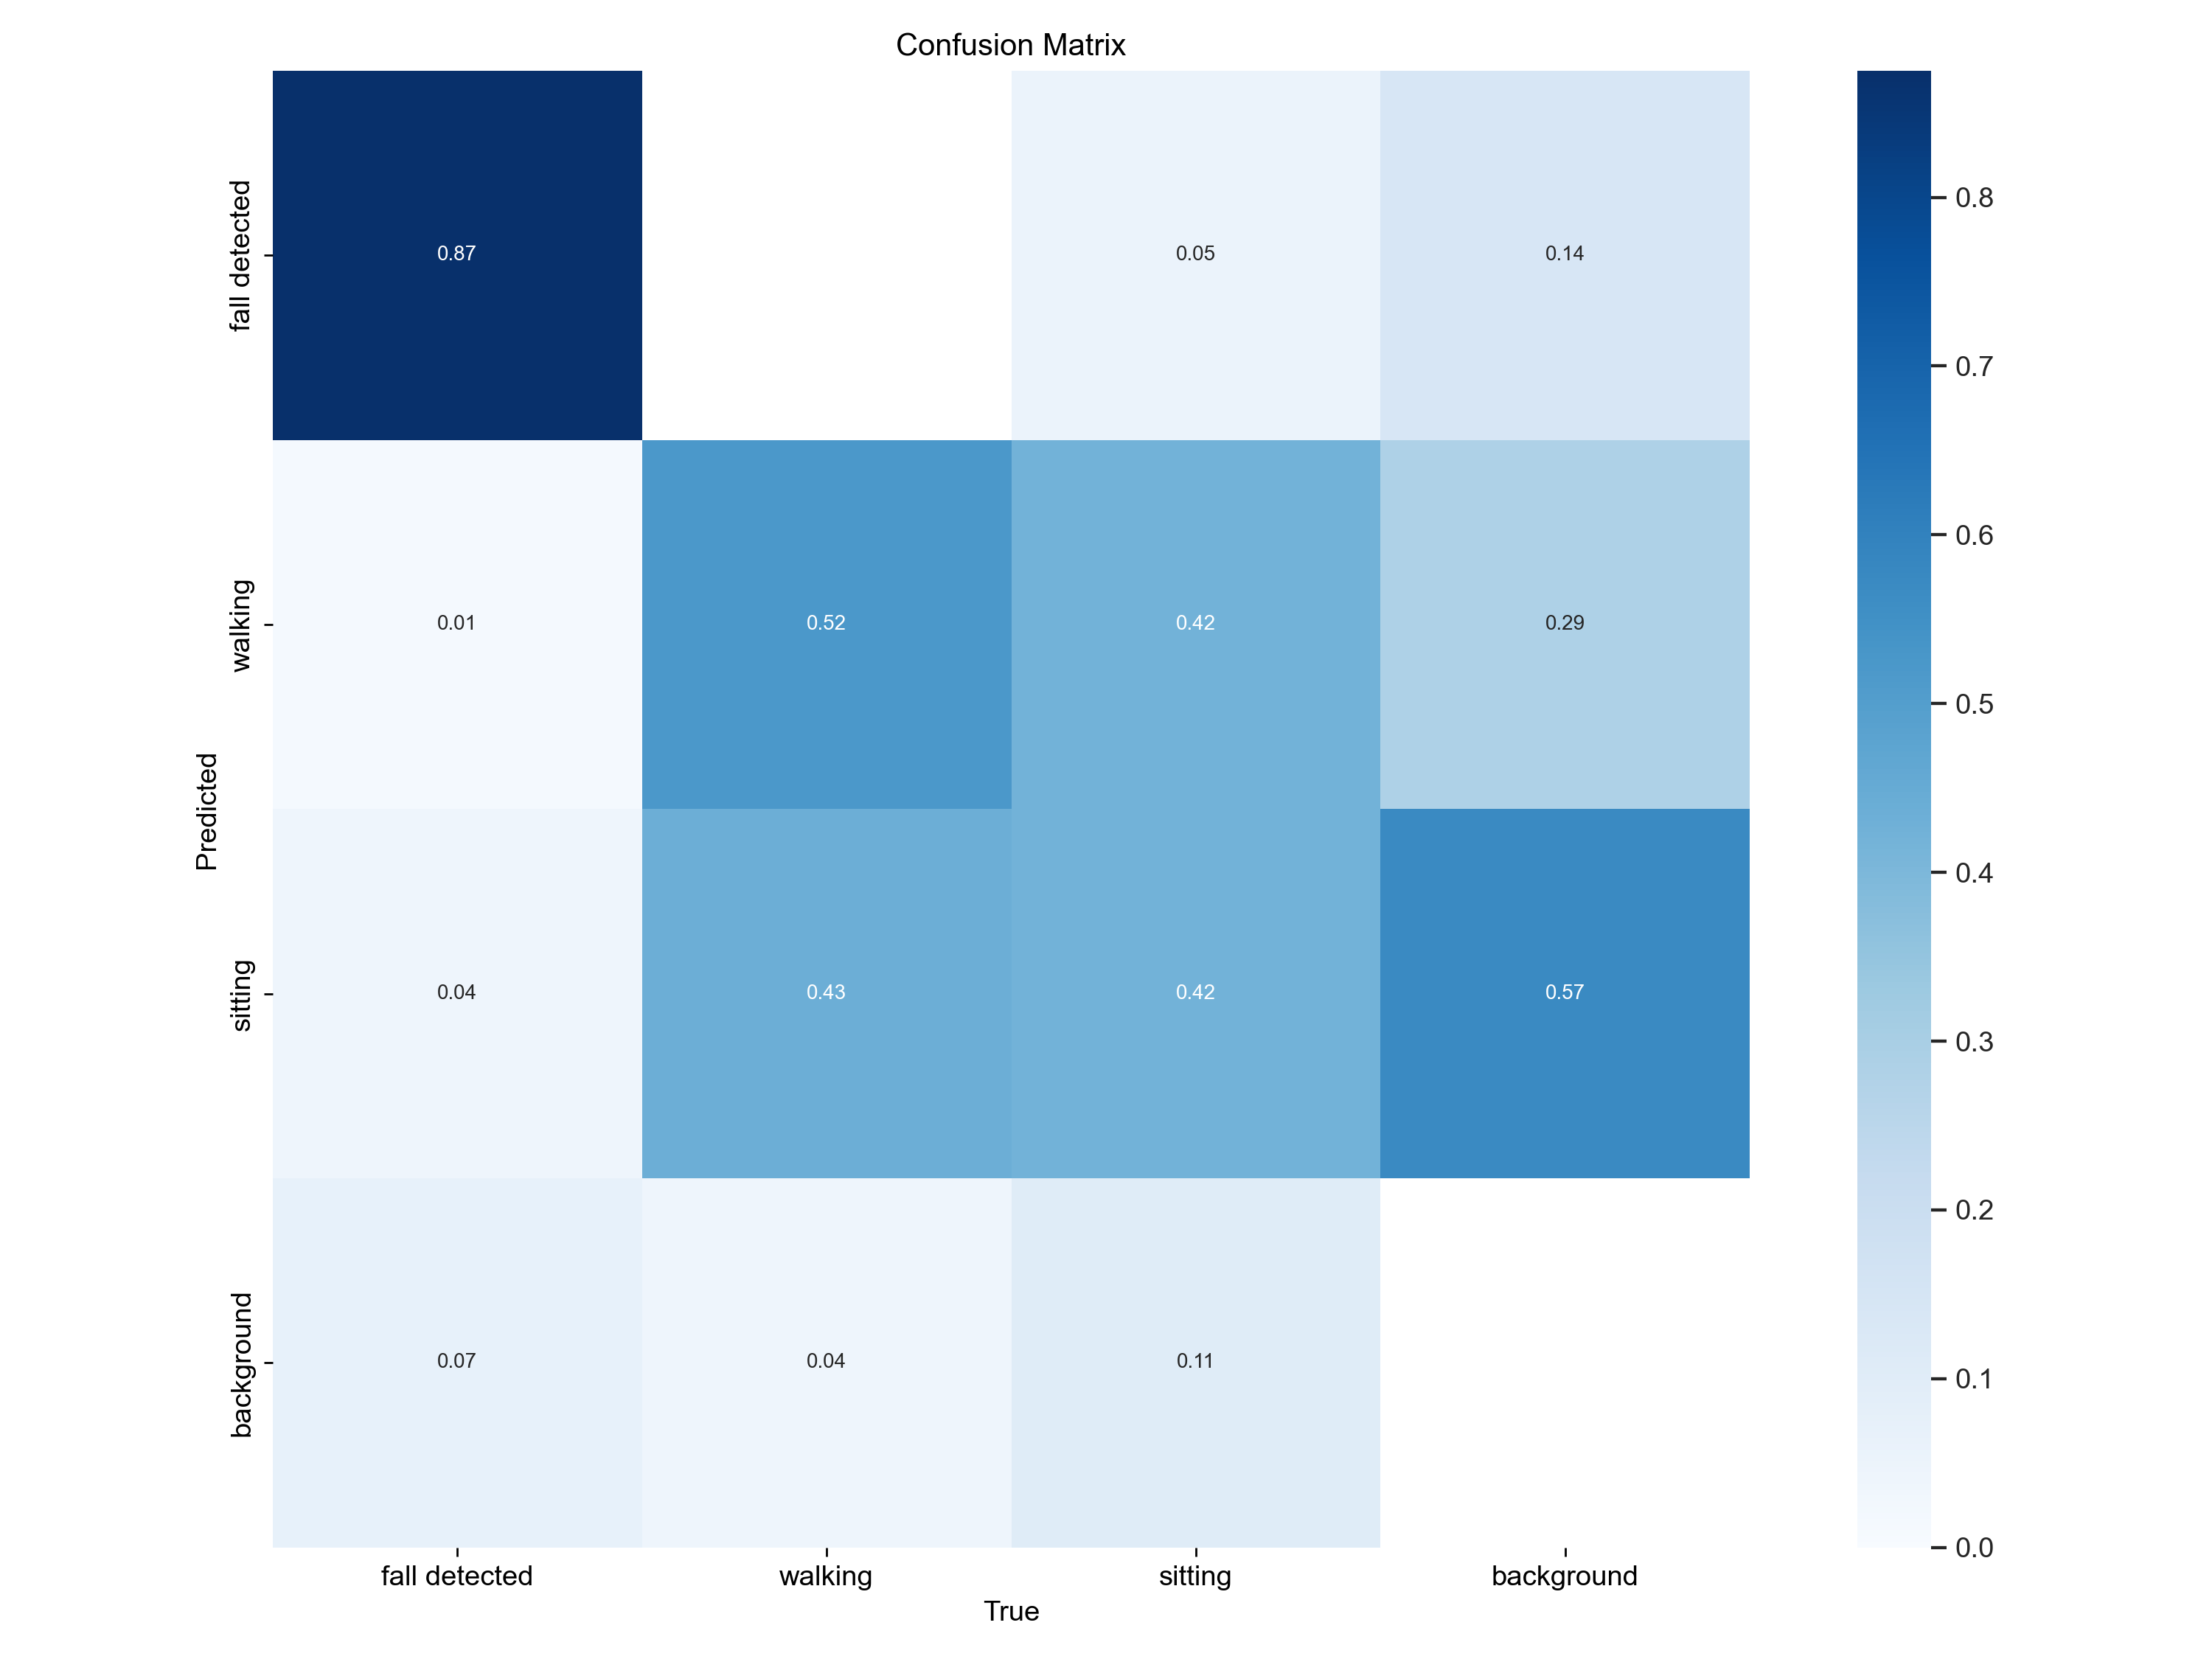 Confusion Matrix
fall detected
0.87
0.05
0.14
walking
0.01
0.52
0.42
0.29
Predicted
sitting
0.04
0.43
0.42
0.57
background
0.07
0.04
0.11
fall detected
walking
sitting
background
True
0.8
0.7
0.6
0.5
0.4
0.3
0.2
0.1
0.0